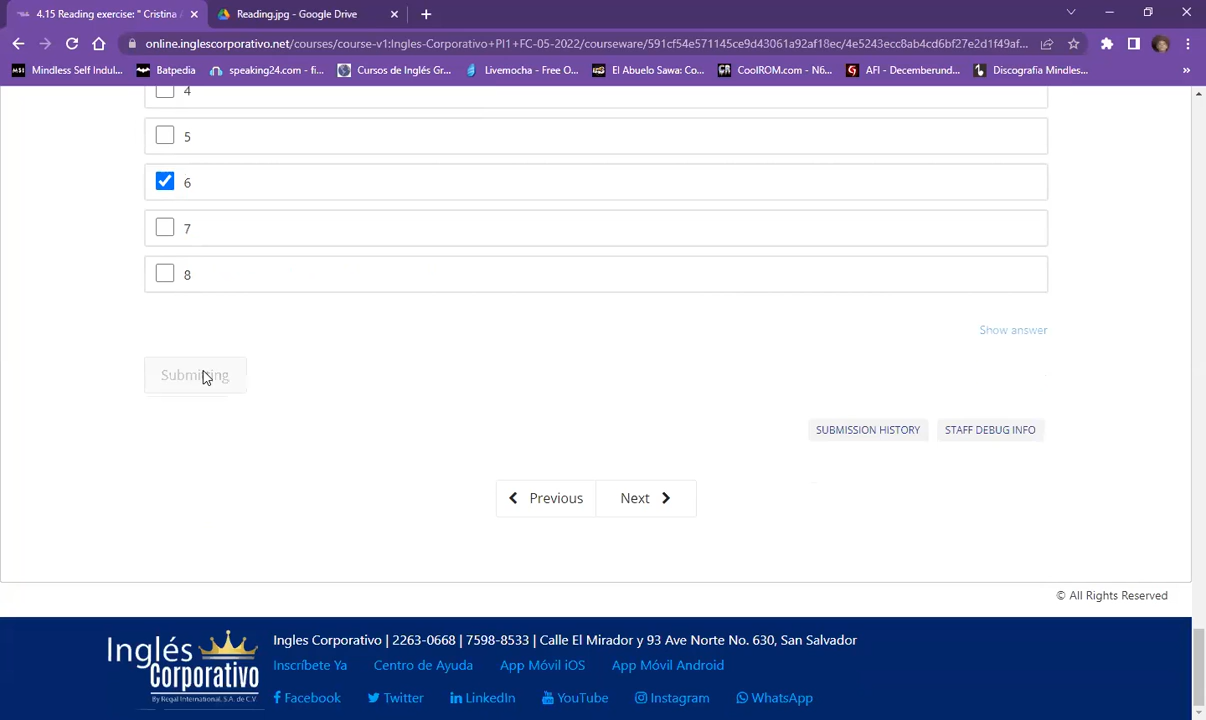 4.15 Reading exercise: " Cristina
Reading.jpg - Google Drive
online.inglescorporativo.net/courses/course-v1:Ingles-Corporativo+PI1+FC-05-2022/courseware/591cf54e571145ce9d43061a92af18ec/4e5243ecc8ab4cd6bf27e2d1f49af...
Mindless Self Indul...
Batpedia
speaking24.com - fi...
Cursos de Inglés Gr...
Livemocha - Free O...
El Abuelo Sawa: Co...
CoolROM.com - N6...
AFI - Decemberund...
Discografia Mindles...
»
4
5
6
7
8
Show answer
Submitting
SUBMISSION HISTORY
STAFF DEBUG INFO
Previous
Next
© All Rights Reserved
Inglés Corporativo
By Regal International, S.A. de C.V.
Ingles Corporativo | 2263-0668 | 7598-8533 | Calle El Mirador y 93 Ave Norte No. 630, San Salvador
Inscríbete Ya
Centro de Ayuda
App Móvil iOS
App Móvil Android
Facebook
Twitter
LinkedIn
YouTube
Instagram
WhatsApp